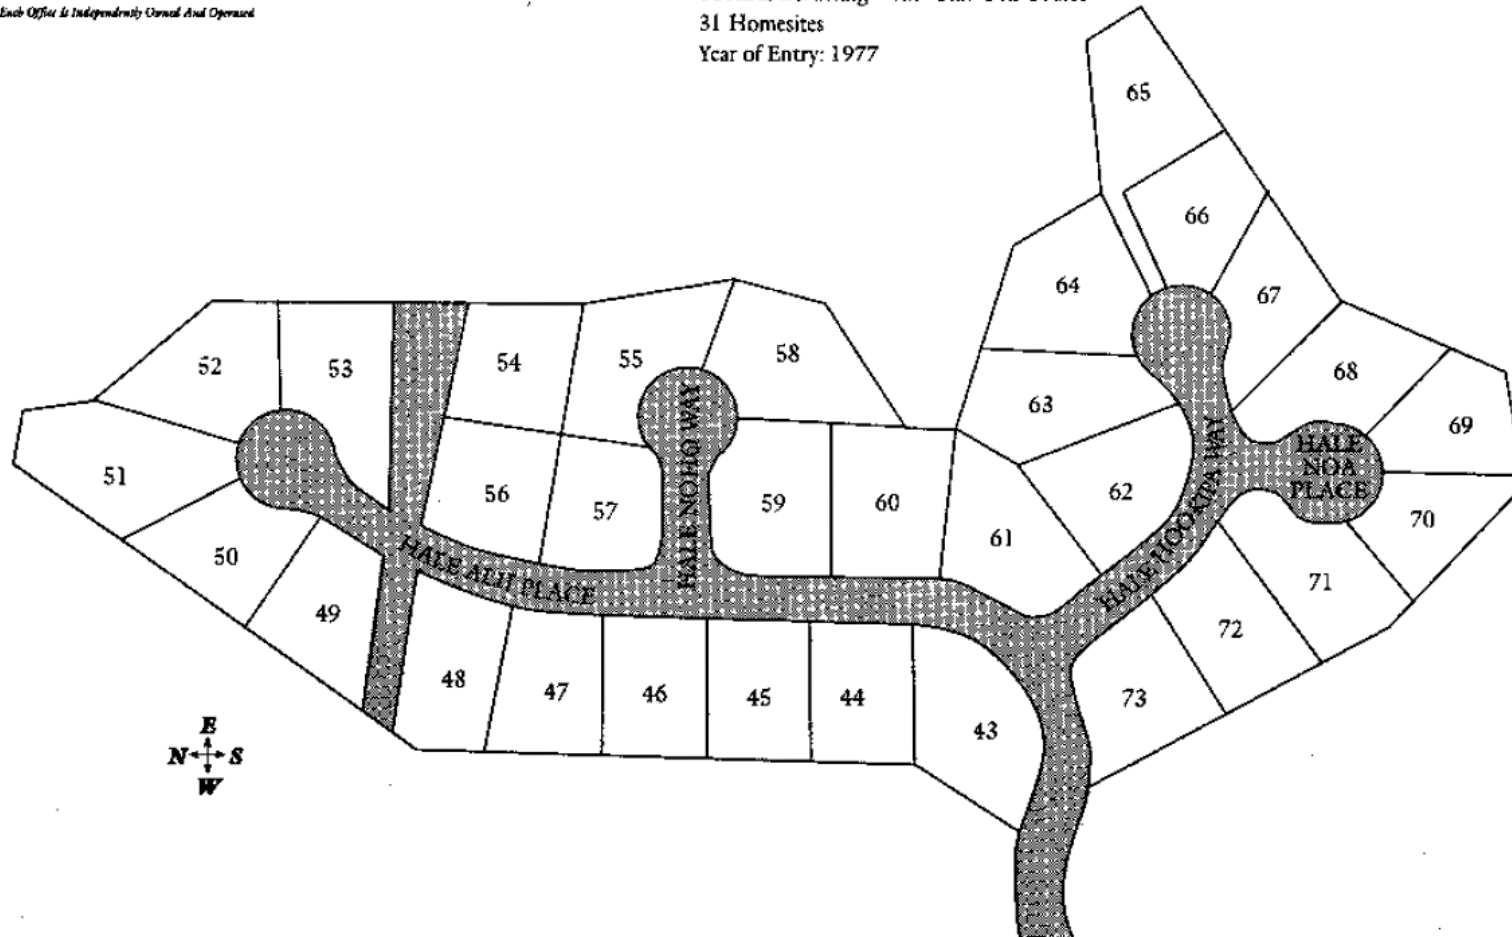 Each Office Is Independently Owned And Operated
31 Homesites
Year of Entry: 1977
65
66
64
67
52
53
54
55
58
68
63
69
51
56
57
59
60
62
70
61
50
49
71
72
48
47
46
45
44
43
73
HALE ALII PLACE
HALE NOHO WAY
HALE HOOKIPA WAY
HALE
NOA
PLACE
E
N S
W